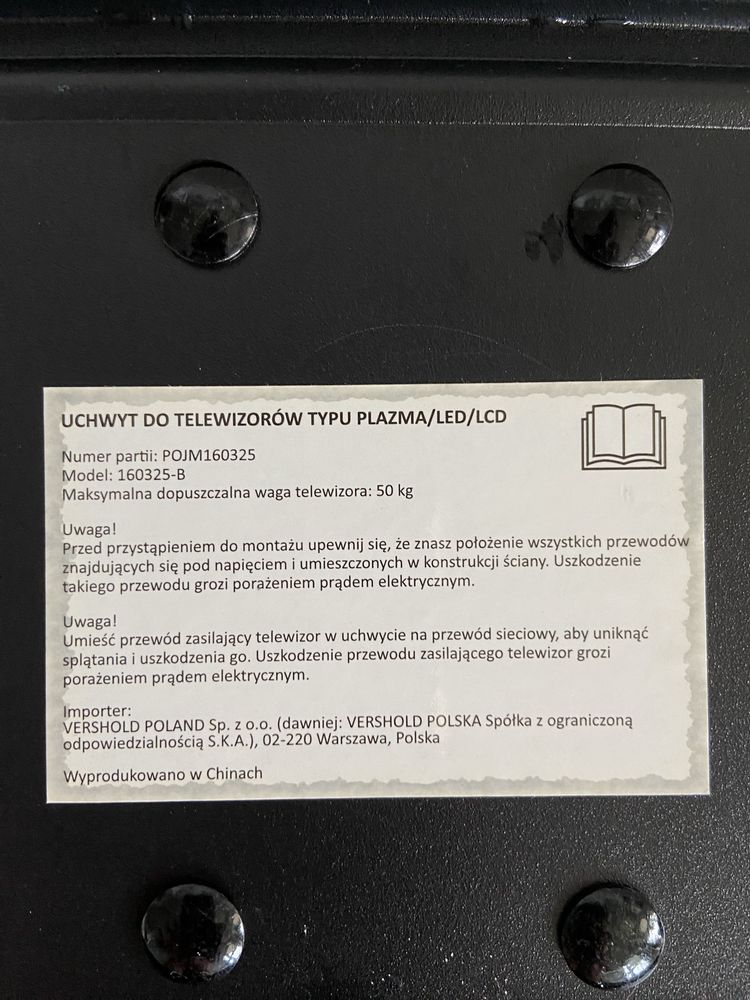 UCHWYT DO TELEWIZORÓW TYPU PLAZMA/LED/LCD
Numer partii: POJM160325
Model: 160325-B
Maksymalna dopuszczalna waga telewizora: 50 kg
Uwaga!
Przed przystąpieniem do montażu upewnij się, że znasz położenie wszystkich przewodów
znajdujących się pod napięciem i umieszczonych w konstrukcji ściany. Uszkodzenie
takiego przewodu grozi porażeniem prądem elektrycznym.
Uwaga!
Umieść przewód zasilający telewizor w uchwycie na przewód sieciowy, aby uniknąć
splątania i uszkodzenia go. Uszkodzenie przewodu zasilającego telewizor grozi
porażeniem prądem elektrycznym.
Importer:
VERSHOLD POLAND Sp. z o.o. (dawniej: VERSHOLD POLSKA Spółka z ograniczoną
odpowiedzialnością S.K.A.), 02-220 Warszawa, Polska
Wyprodukowano w Chinach